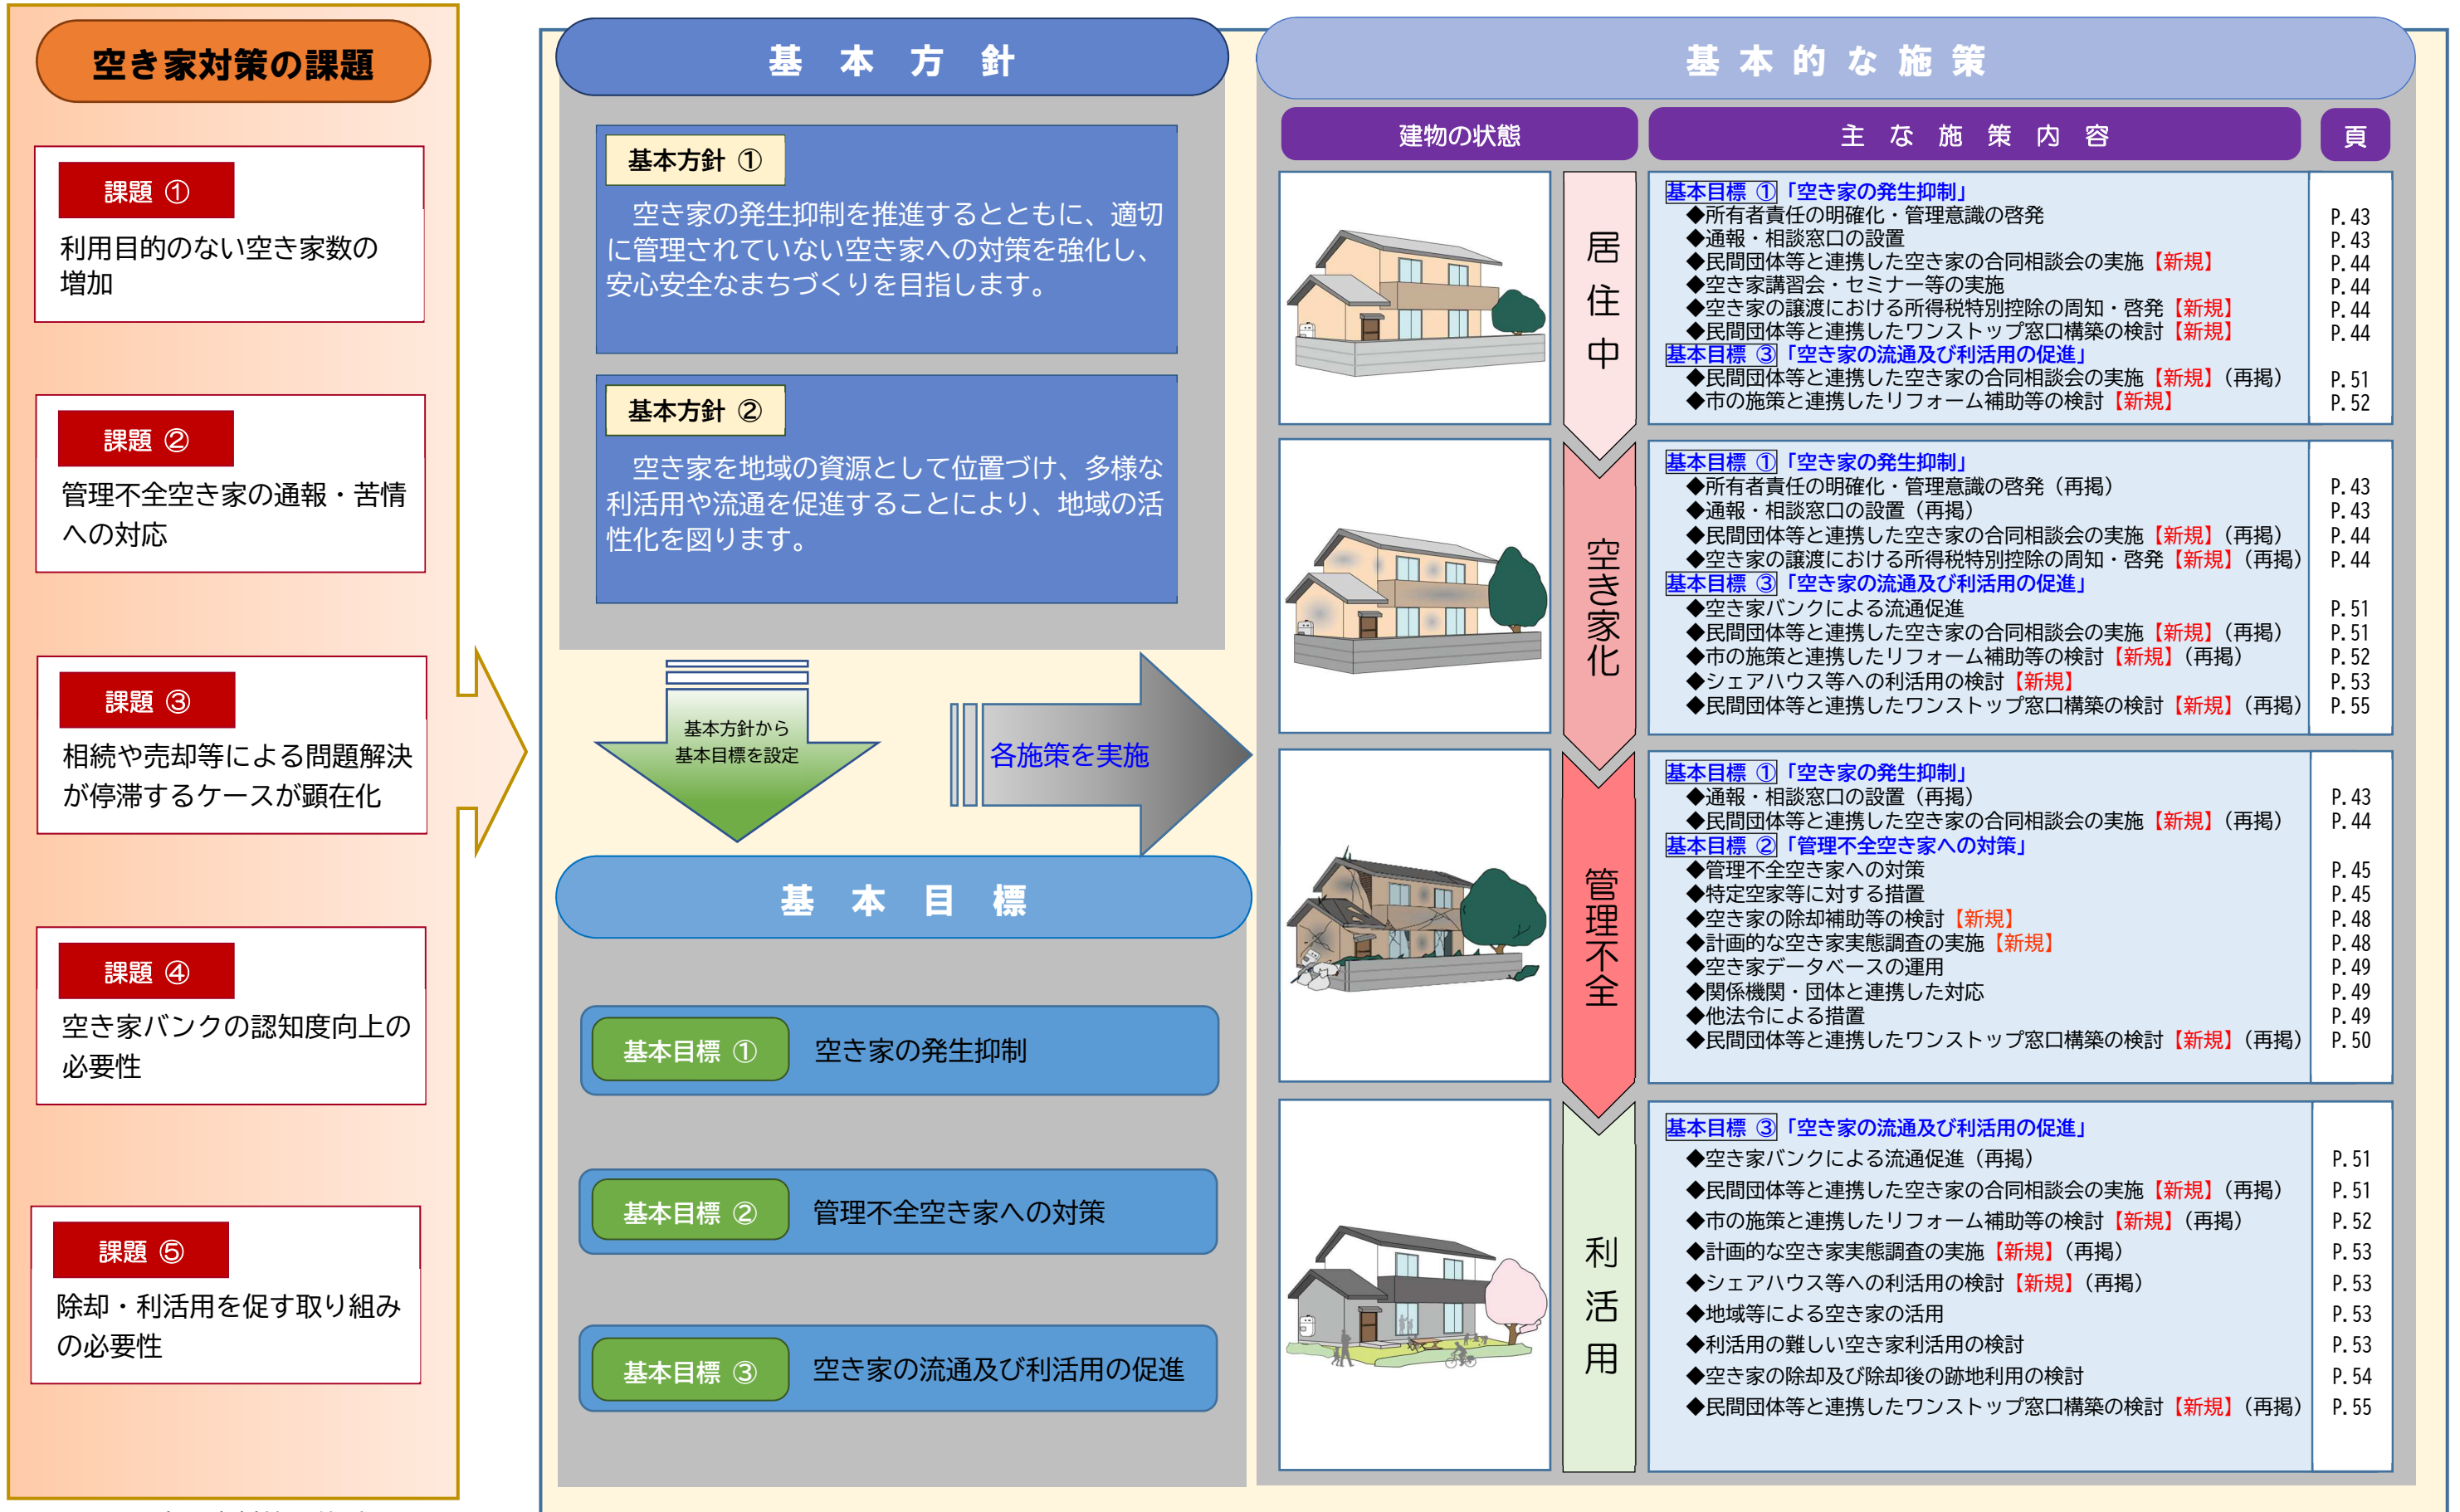 空き家対策の課題
課題 ①
利用目的のない空き家数の
増加
課題 ②
管理不全空き家の通報・苦情
への対応
課題 ③
相続や売却等による問題解決
が停滞するケースが顕在化
課題 ④
空き家バンクの認知度向上の
必要性
課題 ⑤
除却・利活用を促す取り組み
の必要性
基本方針
基本方針 ①
空き家の発生抑制を推進するとともに、適切
に管理されていない空き家への対策を強化し、
安心安全なまちづくりを目指します。
基本方針 ②
空き家を地域の資源として位置づけ、多様な
利活用や流通を促進することにより、地域の活
性化を図ります。
基本方針から
基本目標を設定
各施策を実施
基本目標
基本目標 ① 空き家の発生抑制
基本目標 ② 管理不全空き家への対策
基本目標 ③ 空き家の流通及び利活用の促進
基本的な施策
建物の状態 主な施策内容 頁
居住中
基本目標 ①「空き家の発生抑制」
◆所有者責任の明確化・管理意識の啓発 P.43
◆通報・相談窓口の設置 P.43
◆民間団体等と連携した空き家の合同相談会の実施【新規】 P.44
◆空き家講習会・セミナー等の実施 P.44
◆空き家の譲渡における所得税特別控除の周知・啓発【新規】 P.44
◆民間団体等と連携したワンストップ窓口構築の検討【新規】 P.44
基本目標 ③「空き家の流通及び利活用の促進」
◆民間団体等と連携した空き家の合同相談会の実施【新規】（再掲） P.51
◆市の施策と連携したリフォーム補助等の検討【新規】 P.52
空き家化
基本目標 ①「空き家の発生抑制」
◆所有者責任の明確化・管理意識の啓発（再掲） P.43
◆通報・相談窓口の設置（再掲） P.43
◆民間団体等と連携した空き家の合同相談会の実施【新規】（再掲） P.44
◆空き家の譲渡における所得税特別控除の周知・啓発【新規】（再掲） P.44
基本目標 ③「空き家の流通及び利活用の促進」
◆空き家バンクによる流通促進 P.51
◆民間団体等と連携した空き家の合同相談会の実施【新規】（再掲） P.51
◆市の施策と連携したリフォーム補助等の検討【新規】（再掲） P.52
◆シェアハウス等への利活用の検討【新規】 P.53
◆民間団体等と連携したワンストップ窓口構築の検討【新規】（再掲） P.55
管理不全
基本目標 ①「空き家の発生抑制」
◆通報・相談窓口の設置（再掲） P.43
◆民間団体等と連携した空き家の合同相談会の実施【新規】（再掲） P.44
基本目標 ②「管理不全空き家への対策」
◆管理不全空き家への対策 P.45
◆特定空家等に対する措置 P.45
◆空き家の除却補助等の検討【新規】 P.48
◆計画的な空き家実態調査の実施【新規】 P.48
◆空き家データベースの運用 P.49
◆関係機関・団体と連携した対応 P.49
◆他法令による措置 P.49
◆民間団体等と連携したワンストップ窓口構築の検討【新規】（再掲） P.50
利活用
基本目標 ③「空き家の流通及び利活用の促進」
◆空き家バンクによる流通促進（再掲） P.51
◆民間団体等と連携した空き家の合同相談会の実施【新規】（再掲） P.51
◆市の施策と連携したリフォーム補助等の検討【新規】（再掲） P.52
◆計画的な空き家実態調査の実施【新規】（再掲） P.53
◆シェアハウス等への利活用の検討【新規】（再掲） P.53
◆地域等による空き家の活用 P.53
◆利活用の難しい空き家利活用の検討 P.53
◆空き家の除却及び除却後の跡地利用の検討 P.54
◆民間団体等と連携したワンストップ窓口構築の検討【新規】（再掲） P.55